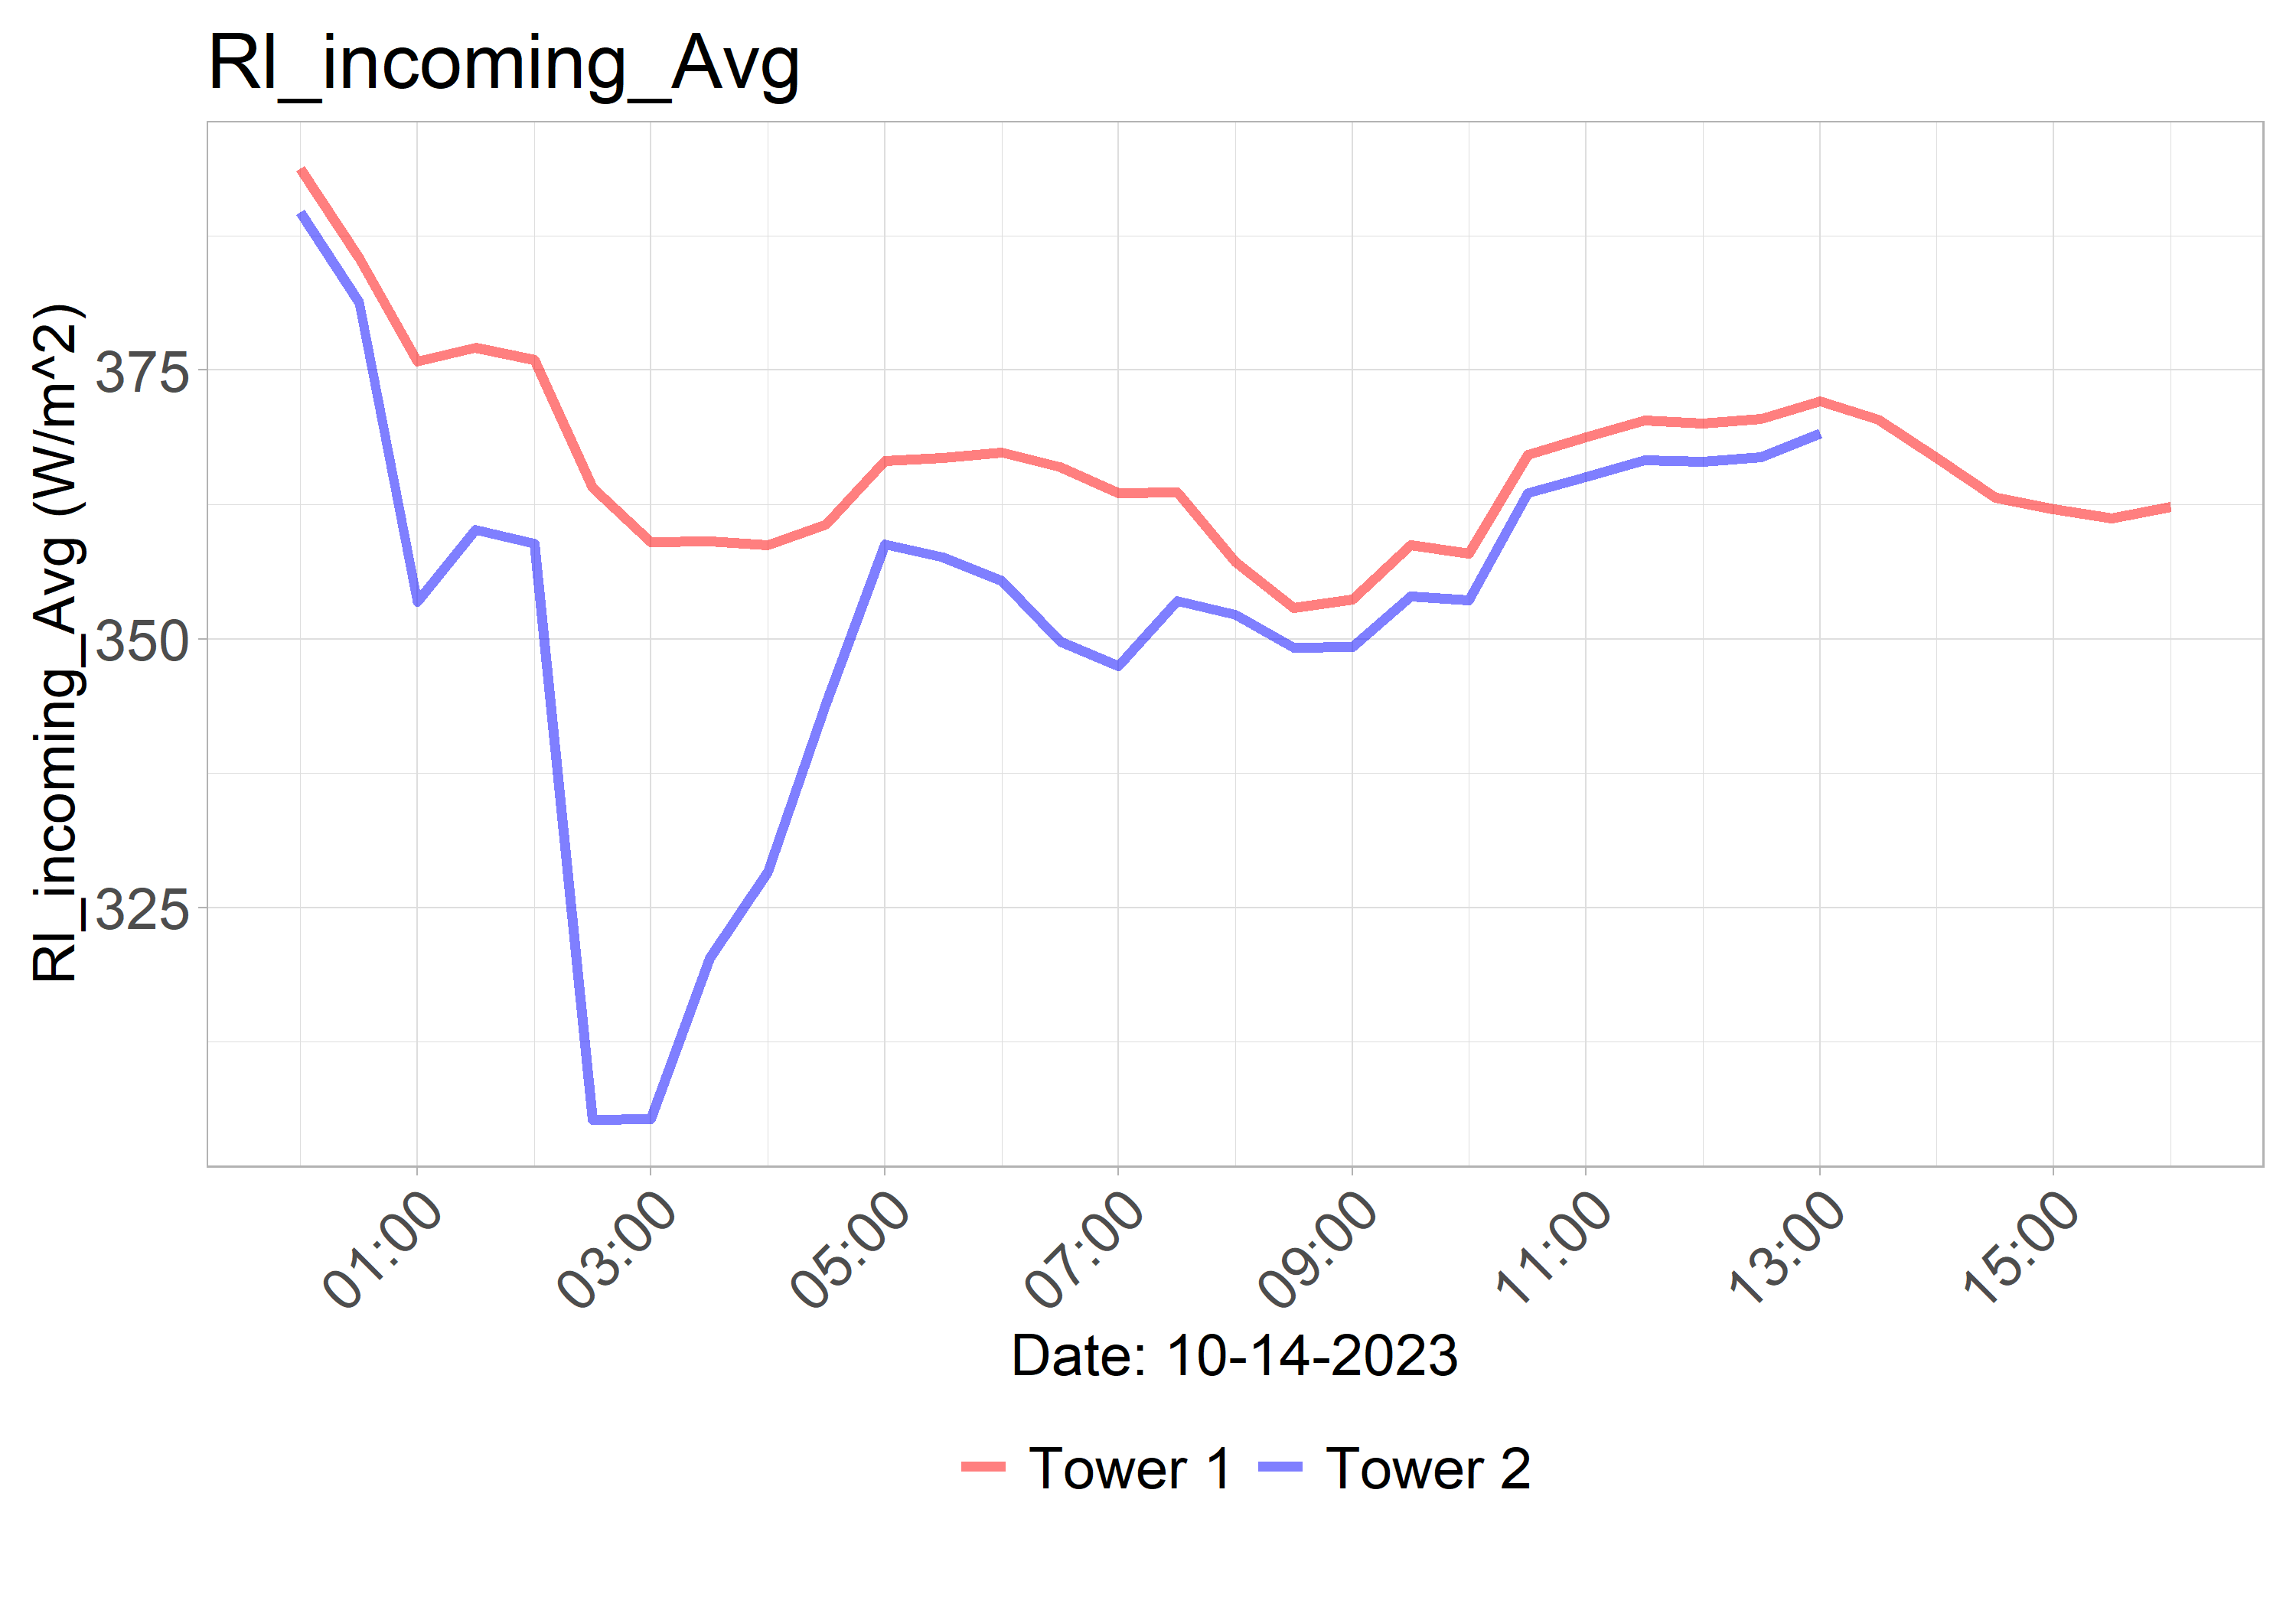 Rl_incoming_Avg
Rl_incoming_Avg (W/m^2)
375
350
325
01:00
03:00
05:00
07:00
09:00
11:00
13:00
15:00
Date: 10-14-2023
Tower 1
Tower 2